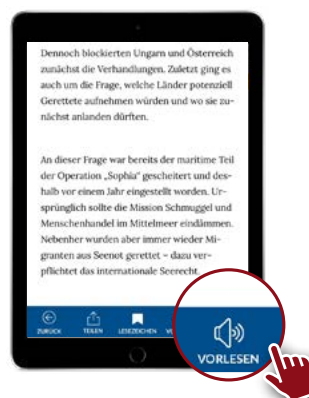 Dennoch blockierten Ungarn und Österreich
zunächst die Verhandlungen. Zuletzt ging es
auch um die Frage, welche Länder potenziell
Gerettete aufnehmen würden und wo sie zu-
nächst anlanden dürften.
An dieser Frage war bereits der maritime Teil
der Operation „Sophia" gescheitert und des-
halb vor einem Jahr eingestellt worden. Ur-
sprünglich sollte die Mission Schmuggel und
Menschenhandel im Mittelmeer eindämmen.
Nebenher wurden aber immer wieder Mi-
granten aus Seenot gerettet – dazu ver-
pflichtet das internationale Seerecht.
ZURÜCK TEILEN LESEZEICHEN
VORLESEN